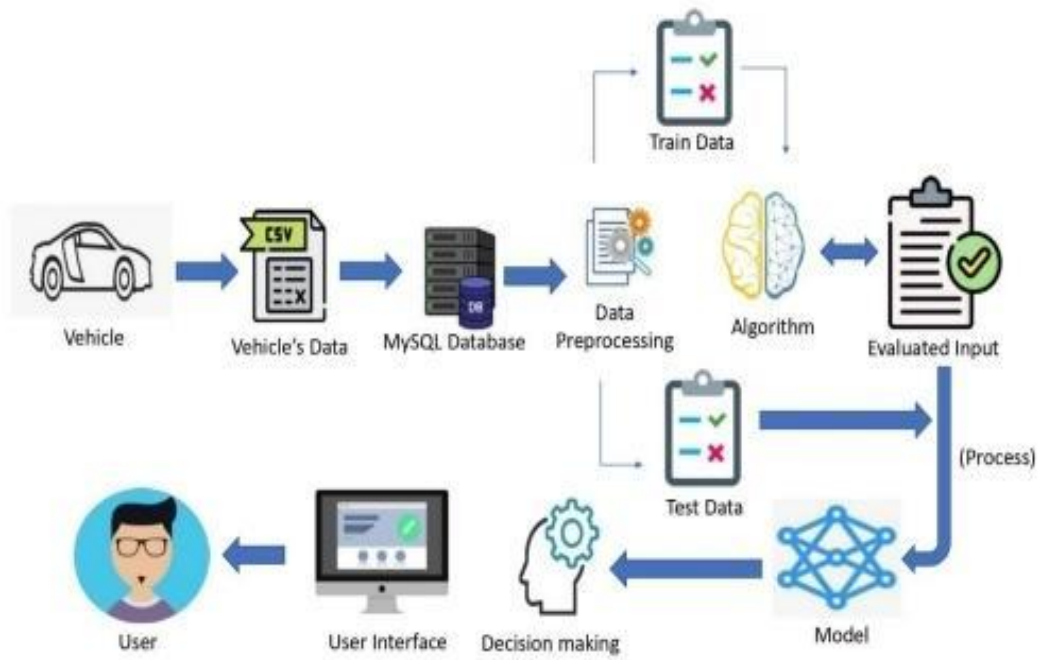 Train Data
CSV
DB
Vehicle
Vehicle's Data
MySQL Database
Data
Preprocessing
Algorithm
Evaluated Input
(Process)
Test Data
User
User Interface
Decision making
Model